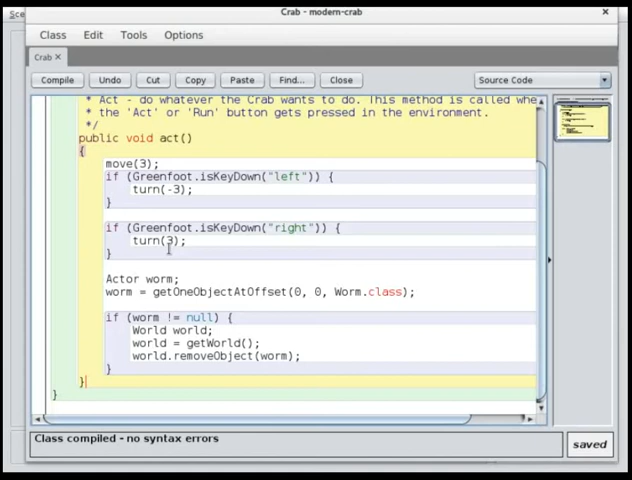 Crab - modern-crab
Sce
Class Edit Tools Options
Crab
Compile Undo Cut Copy Paste Find... Close Source Code
* Act - do whatever the Crab wants to do. This method is called whe
* the 'Act' or 'Run' button gets pressed in the environment.
*/
public void act()
{
move(3);
if (Greenfoot.isKeyDown("left")) {
turn(-3);
}
if (Greenfoot.isKeyDown("right")) {
turn(3);
}
Actor worm;
worm = getOneObjectAtOffset(0, 0, Worm.class);
if (worm != null) {
World world;
world = getWorld();
world.removeObject(worm);
}
}
}
Class compiled - no syntax errors
saved